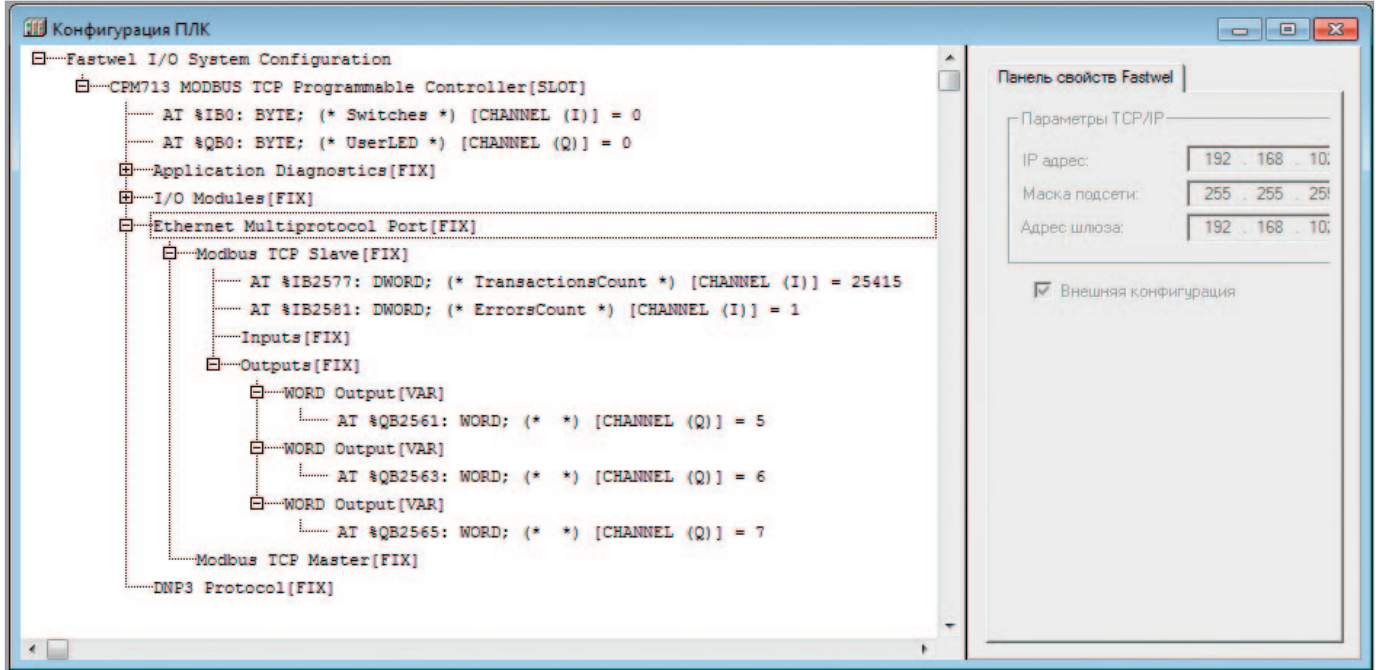 Конфигурация ПЛК
Fastwel I/O System Configuration
CPM713 MODBUS TCP Programmable Controller[SLOT]
AT %IB0: BYTE; (* Switches *) [CHANNEL (I)] = 0
AT %QB0: BYTE; (* UserLED *) [CHANNEL (Q)] = 0
Application Diagnostics[FIX]
I/O Modules[FIX]
Ethernet Multiprotocol Port[FIX]
Modbus TCP Slave[FIX]
AT %IB2577: DWORD; (* TransactionsCount *) [CHANNEL (I)] = 25415
AT %IB2581: DWORD; (* ErrorsCount *) [CHANNEL (I)] = 1
Inputs[FIX]
Outputs[FIX]
WORD Output[VAR]
AT %QB2561: WORD; (* *) [CHANNEL (Q)] = 5
WORD Output[VAR]
AT %QB2563: WORD; (* *) [CHANNEL (Q)] = 6
WORD Output[VAR]
AT %QB2565: WORD; (* *) [CHANNEL (Q)] = 7
Modbus TCP Master[FIX]
DNP3 Protocol[FIX]
Панель свойств Fastwel
Параметры TCP/IP
IP адрес: 192 . 168 .
Маска подсети: 255 . 255 .
Адрес шлюза: 192 . 168 .
Внешняя конфигурация